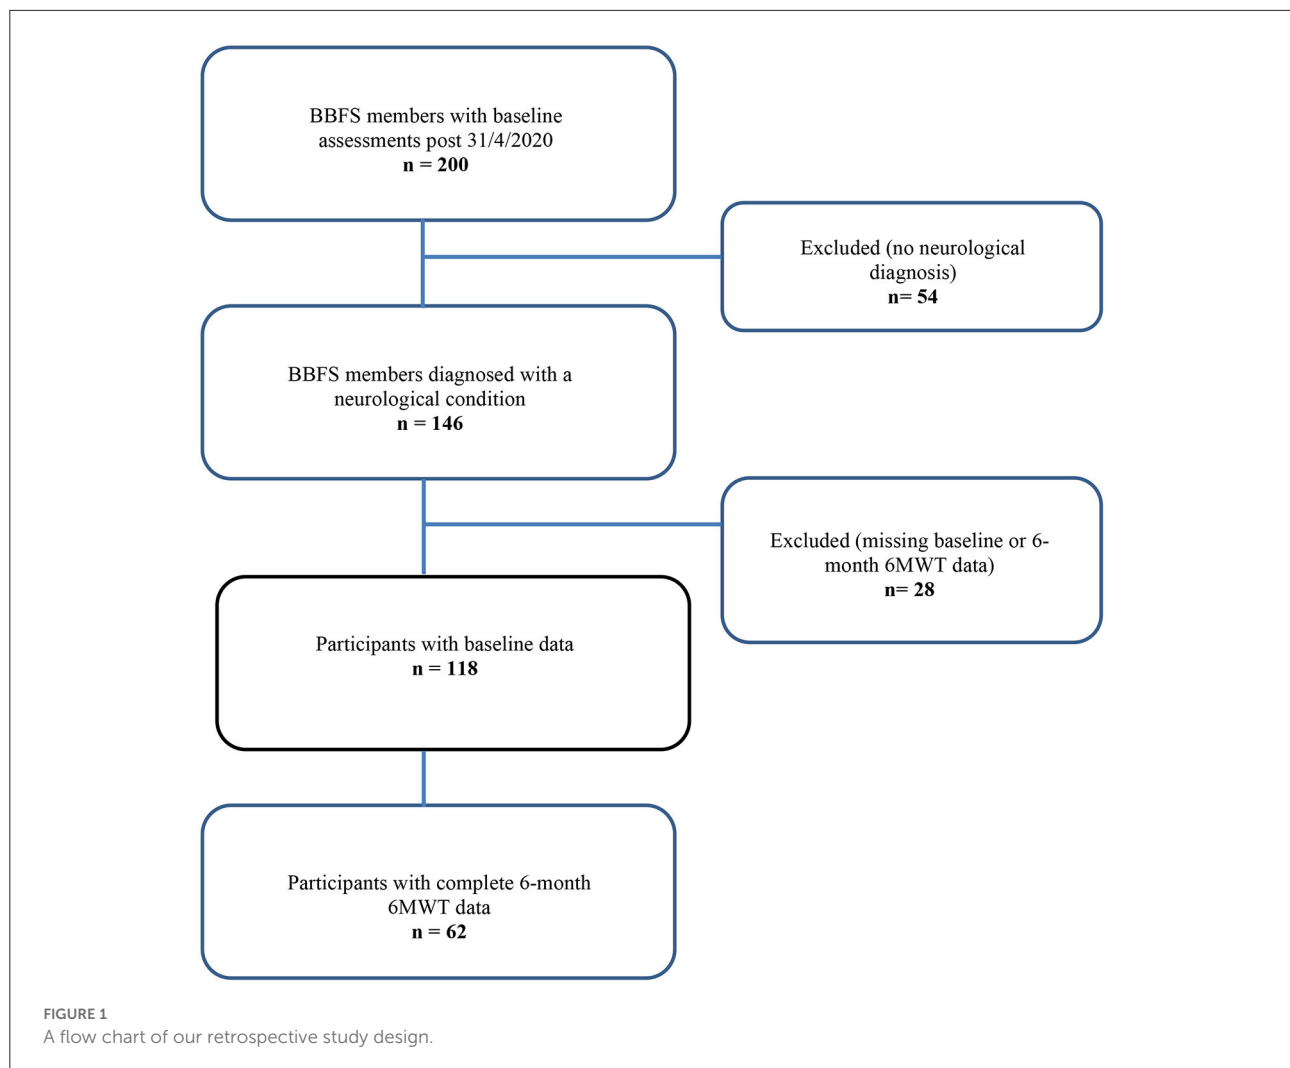 BBFS members with baseline
assessments post 31/4/2020
n = 200
Excluded (no neurological
diagnosis)
n= 54
BBFS members diagnosed with a
neurological condition
n = 146
Excluded (missing baseline or 6-
month 6MWT data)
n= 28
Participants with baseline data
n = 118
Participants with complete 6-month
6MWT data
n = 62
FIGURE 1
A flow chart of our retrospective study design.